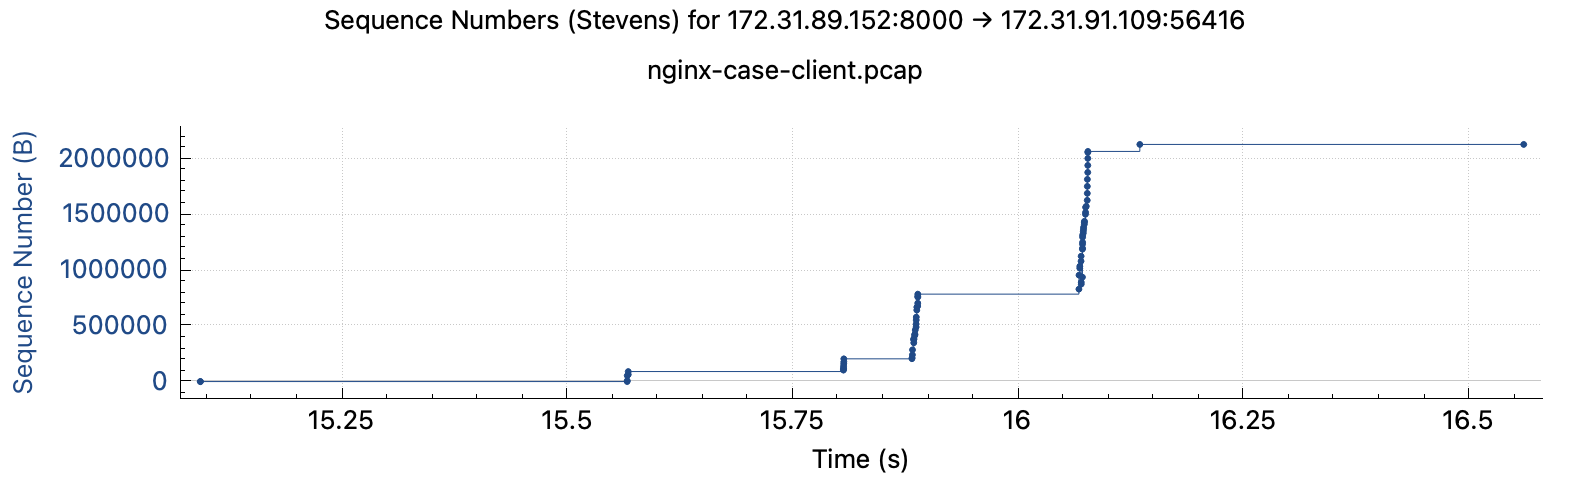 Sequence Numbers (Stevens) for 172.31.89.152:8000 → 172.31.91.109:56416
nginx-case-client.pcap
Sequence Number (B)
2000000
1500000
1000000
500000
0
15.25 15.5 15.75 16 16.25 16.5
Time (s)